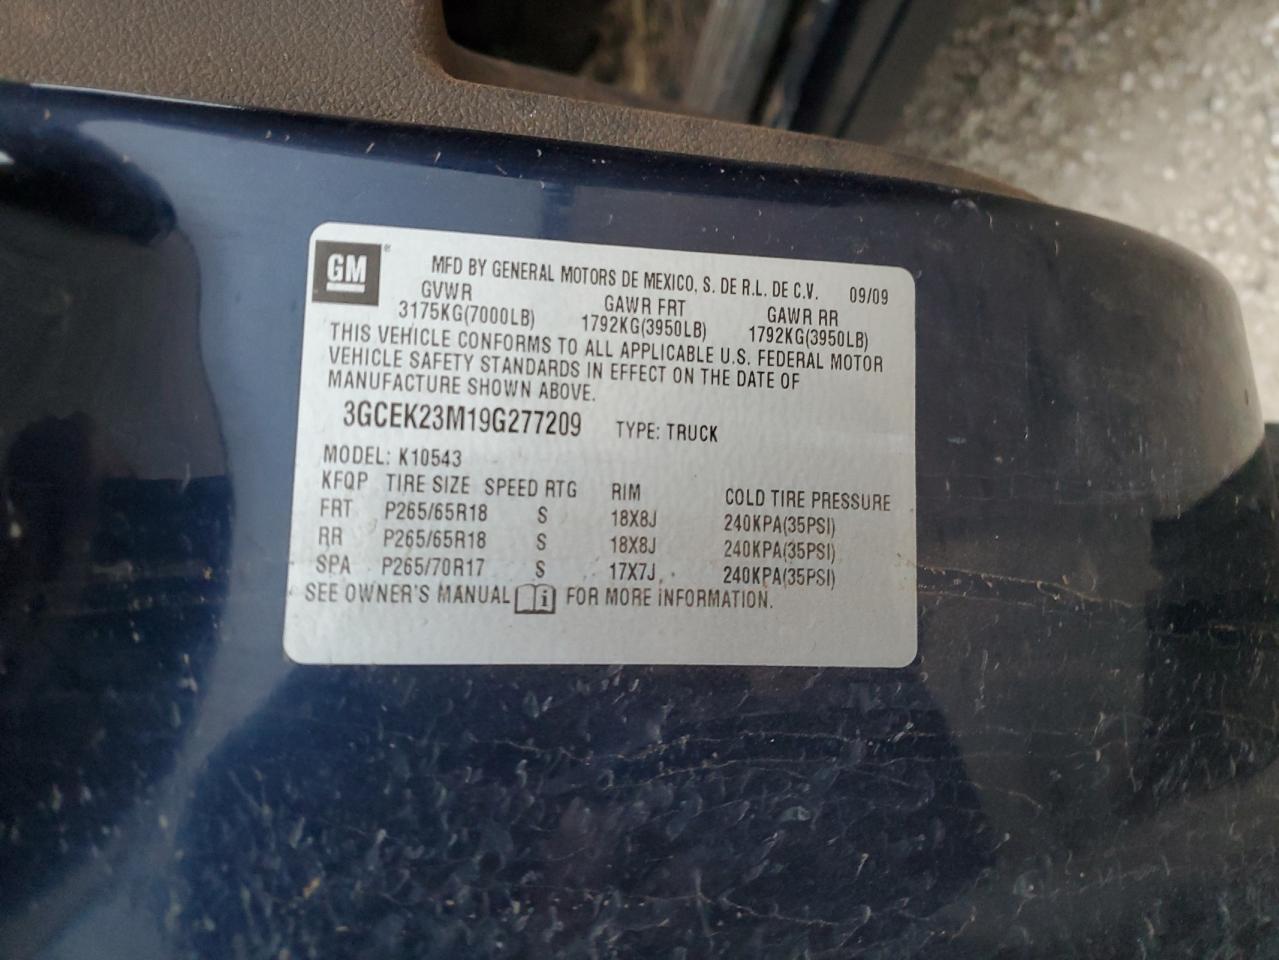 GM ®
MFD BY GENERAL MOTORS DE MEXICO, S. DE R.L. DE C.V. 09/09
GVWR GAWR FRT GAWR RR
3175KG(7000LB) 1792KG(3950LB) 1792KG(3950LB)
THIS VEHICLE CONFORMS TO ALL APPLICABLE U.S. FEDERAL MOTOR
VEHICLE SAFETY STANDARDS IN EFFECT ON THE DATE OF
MANUFACTURE SHOWN ABOVE.
3GCEK23M19G277209 TYPE: TRUCK
MODEL: K10543
KFQP TIRE SIZE SPEED RTG RIM COLD TIRE PRESSURE
FRT P265/65R18 S 18X8J 240KPA(35PSI)
RR P265/65R18 S 18X8J 240KPA(35PSI)
SPA P265/70R17 S 17X7J 240KPA(35PSI)
SEE OWNER'S MANUAL i FOR MORE INFORMATION.